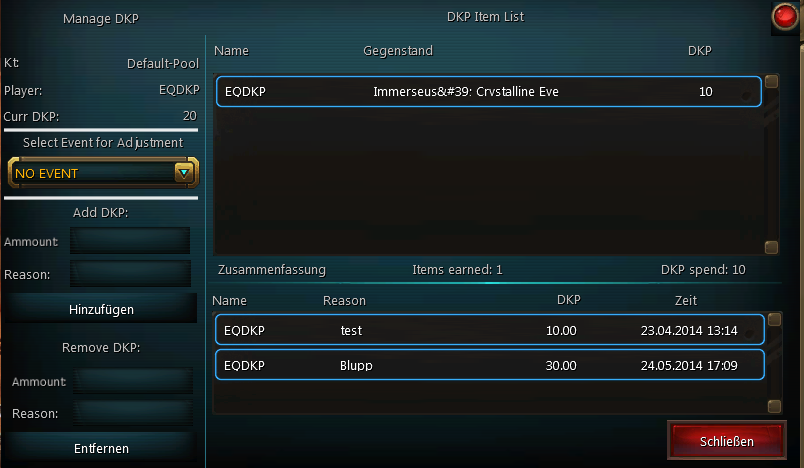 Manage DKP
DKP Item List
Kt: Default-Pool
Player: EQDKP
Curr DKP: 20
Select Event for Adjustment
NO EVENT
Add DKP:
Ammount
Reason:
Hinzufügen
Remove DKP:
Ammount
Reason:
Entfernen
Name Gegenstand DKP
EQDKP Immerseus&#39: Crystalline Eye 10
Zusammenfassung Items earned: 1 DKP spend: 10
Name Reason DKP Zeit
EQDKP test 10.00 23.04.2014 13:14
EQDKP Blupp 30.00 24.05.2014 17:09
Schließen